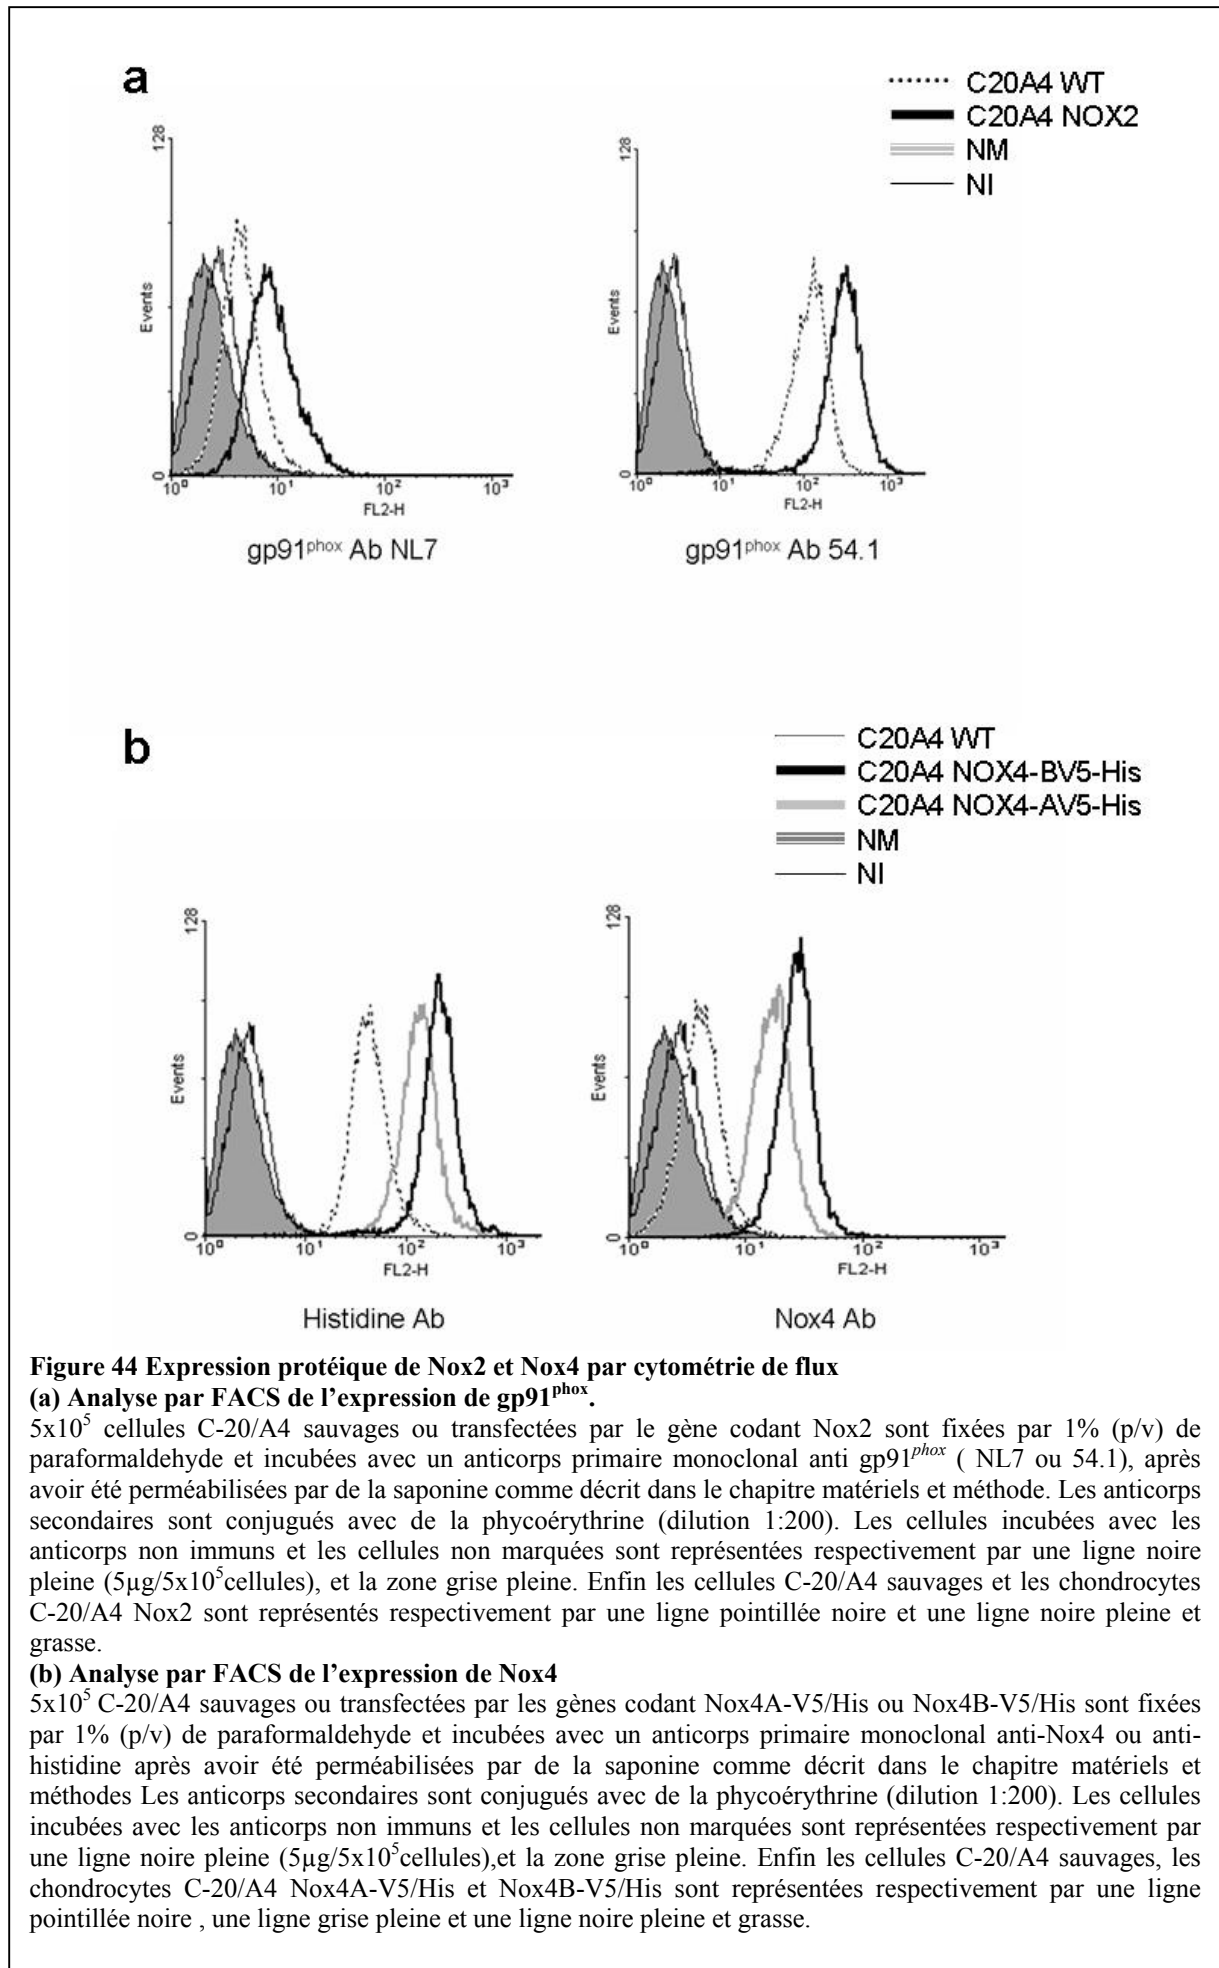 a
C20A4 WT
C20A4 NOX2
NM
NI
128
Events
0
10⁰ 10¹ 10² 10³
FL2-H
gp91ᵖʰᵒˣ Ab NL7
128
Events
0
10⁰ 10¹ 10² 10³
FL2-H
gp91ᵖʰᵒˣ Ab 54.1
b
C20A4 WT
C20A4 NOX4-BV5-His
C20A4 NOX4-AV5-His
NM
NI
128
Events
0
10⁰ 10¹ 10² 10³
FL2-H
Histidine Ab
128
Events
0
10⁰ 10¹ 10² 10³
FL2-H
Nox4 Ab
Figure 44 Expression protéique de Nox2 et Nox4 par cytométrie de flux
(a) Analyse par FACS de l’expression de gp91ᵖʰᵒˣ.
5x10⁵ cellules C-20/A4 sauvages ou transfectées par le gène codant Nox2 sont fixées par 1% (p/v) de
paraformaldehyde et incubées avec un anticorps primaire monoclonal anti gp91ᵖʰᵒˣ ( NL7 ou 54.1), après
avoir été perméabilisées par de la saponine comme décrit dans le chapitre matériels et méthode. Les anticorps
secondaires sont conjugués avec de la phycoérythrine (dilution 1:200). Les cellules incubées avec les
anticorps non immuns et les cellules non marquées sont représentées respectivement par une ligne noire
pleine (5µg/5x10⁵cellules), et la zone grise pleine. Enfin les cellules C-20/A4 sauvages et les chondrocytes
C-20/A4 Nox2 sont représentés respectivement par une ligne pointillée noire et une ligne noire pleine et
grasse.
(b) Analyse par FACS de l’expression de Nox4
5x10⁵ C-20/A4 sauvages ou transfectées par les gènes codant Nox4A-V5/His ou Nox4B-V5/His sont fixées
par 1% (p/v) de paraformaldehyde et incubées avec un anticorps primaire monoclonal anti-Nox4 ou anti-
histidine après avoir été perméabilisées par de la saponine comme décrit dans le chapitre matériels et
méthodes Les anticorps secondaires sont conjugués avec de la phycoérythrine (dilution 1:200). Les cellules
incubées avec les anticorps non immuns et les cellules non marquées sont représentées respectivement par
une ligne noire pleine (5µg/5x10⁵cellules),et la zone grise pleine. Enfin les cellules C-20/A4 sauvages, les
chondrocytes C-20/A4 Nox4A-V5/His et Nox4B-V5/His sont représentées respectivement par une ligne
pointillée noire , une ligne grise pleine et une ligne noire pleine et grasse.